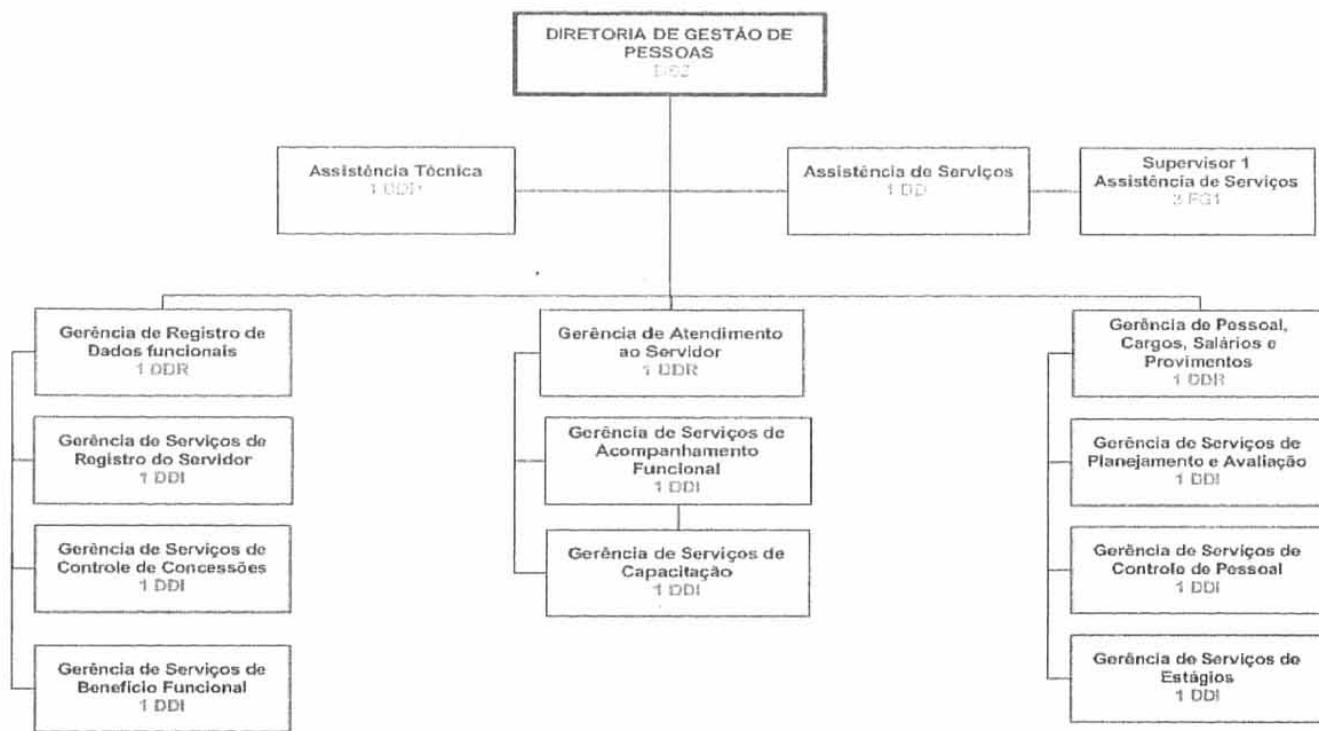 DIRETORIA DE GESTÃO DE
PESSOAS
Assistência Técnica
1 DDR
Assistência de Serviços
1 DDI
Supervisor 1
Assistência de Serviços
FG1
Gerência de Registro de
Dados funcionais
1 DDR
Gerência de Serviços de
Registro do Servidor
1 DDI
Gerência de Serviços de
Controle de Concessões
1 DDI
Gerência de Serviços de
Benefício Funcional
1 DDI
Gerência de Atendimento
ao Servidor
1 DDR
Gerência de Serviços de
Acompanhamento
Funcional
1 DDI
Gerência de Serviços de
Capacitação
1 DDI
Gerência de Pessoal,
Cargos, Salários e
Provimentos
1 DDR
Gerência de Serviços de
Planejamento e Avaliação
1 DDI
Gerência de Serviços de
Controle de Pessoal
1 DDI
Gerência de Serviços de
Estágios
1 DDI